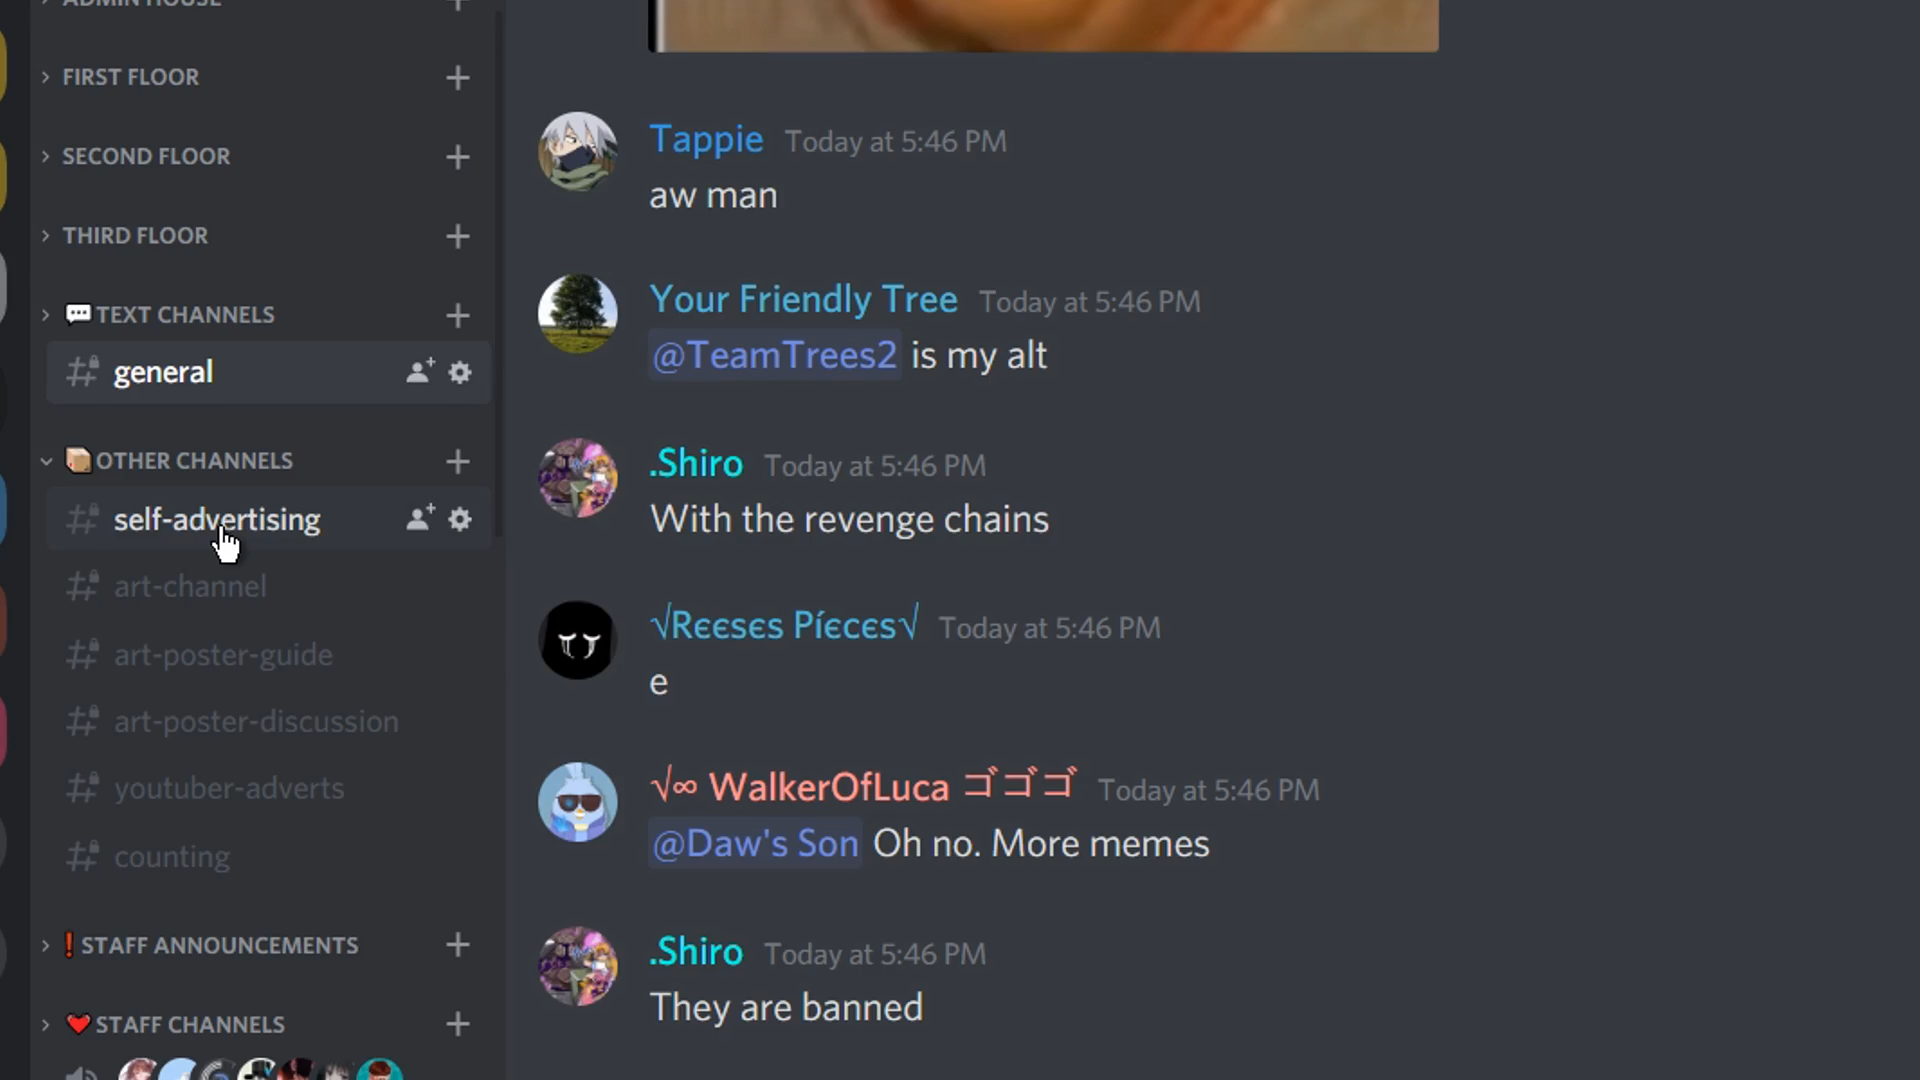 ADMIN HOUSE
FIRST FLOOR
SECOND FLOOR
THIRD FLOOR
TEXT CHANNELS
general
OTHER CHANNELS
self-advertising
art-channel
art-poster-guide
art-poster-discussion
youtuber-adverts
counting
STAFF ANNOUNCEMENTS
STAFF CHANNELS
Tappie Today at 5:46 PM
aw man
Your Friendly Tree Today at 5:46 PM
@TeamTrees2 is my alt
.Shiro Today at 5:46 PM
With the revenge chains
√Rєєsєs Píєcєs√ Today at 5:46 PM
e
√∞ WalkerOfLuca ゴゴゴ Today at 5:46 PM
@Daw's Son Oh no. More memes
.Shiro Today at 5:46 PM
They are banned